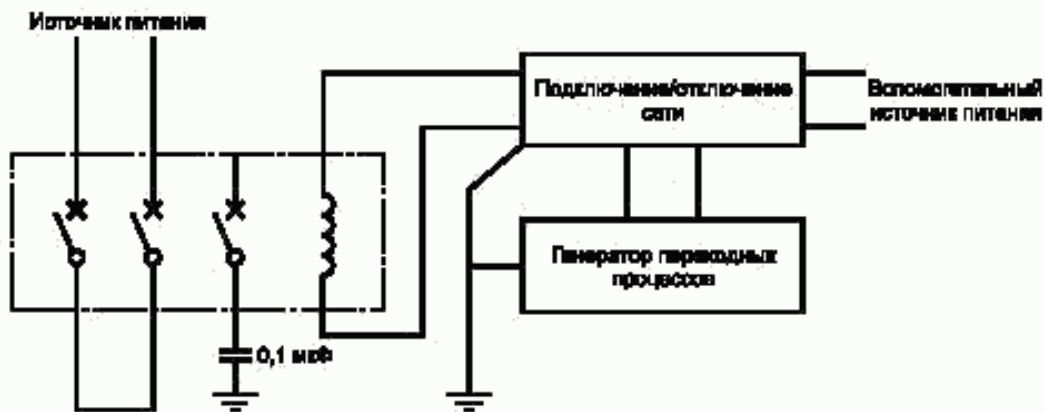 Источник питания
Подключение/отключение
сети
Вспомогательный
источник питания
Генератор переходных
процессов
0,1 мкФ